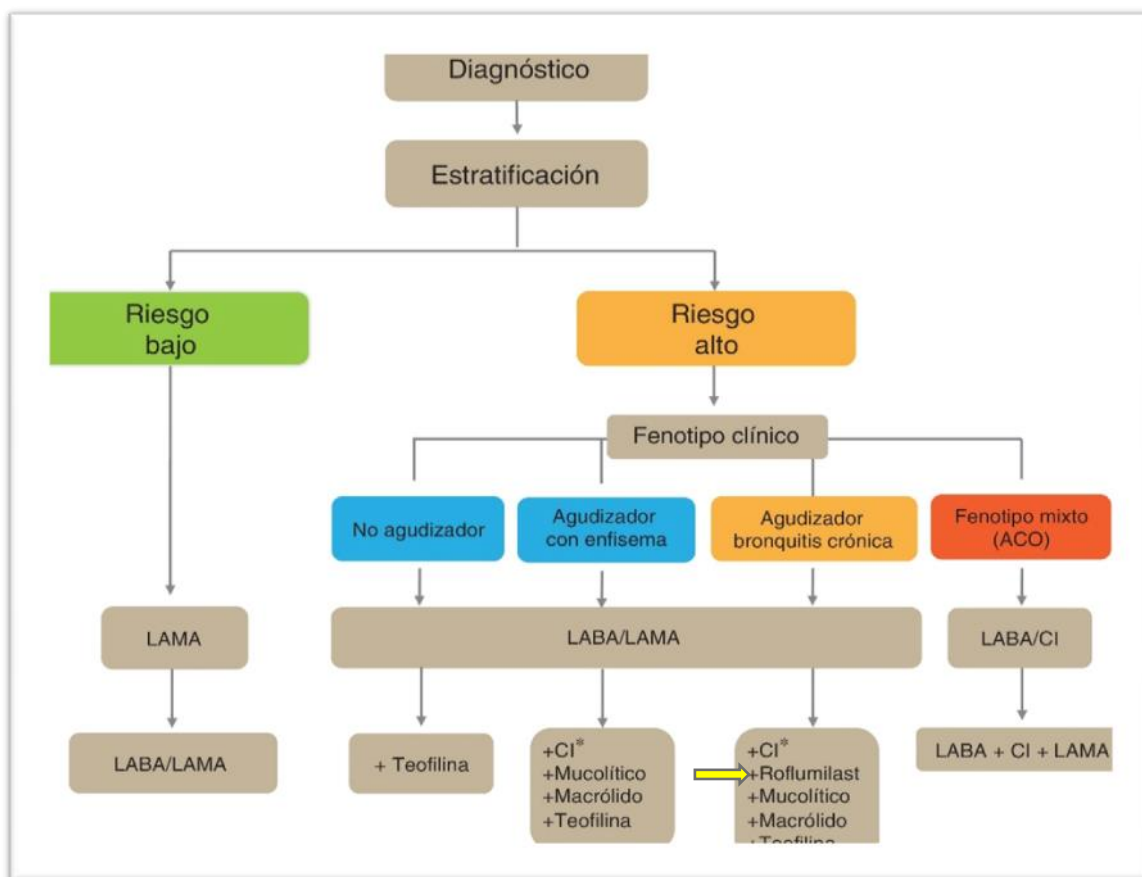 Diagnóstico
Estratificación
Riesgo
bajo
Riesgo
alto
Fenotipo clínico
No agudizador
Agudizador
con enfisema
Agudizador
bronquitis crónica
Fenotipo mixto
(ACO)
LAMA
LABA/LAMA
LABA/CI
LABA/LAMA
+ Teofilina
+CI*
+Mucolítico
+Macrólido
+Teofilina
+CI*
+Roflumilast
+Mucolítico
+Macrólido
+Teofilina
LABA + CI + LAMA